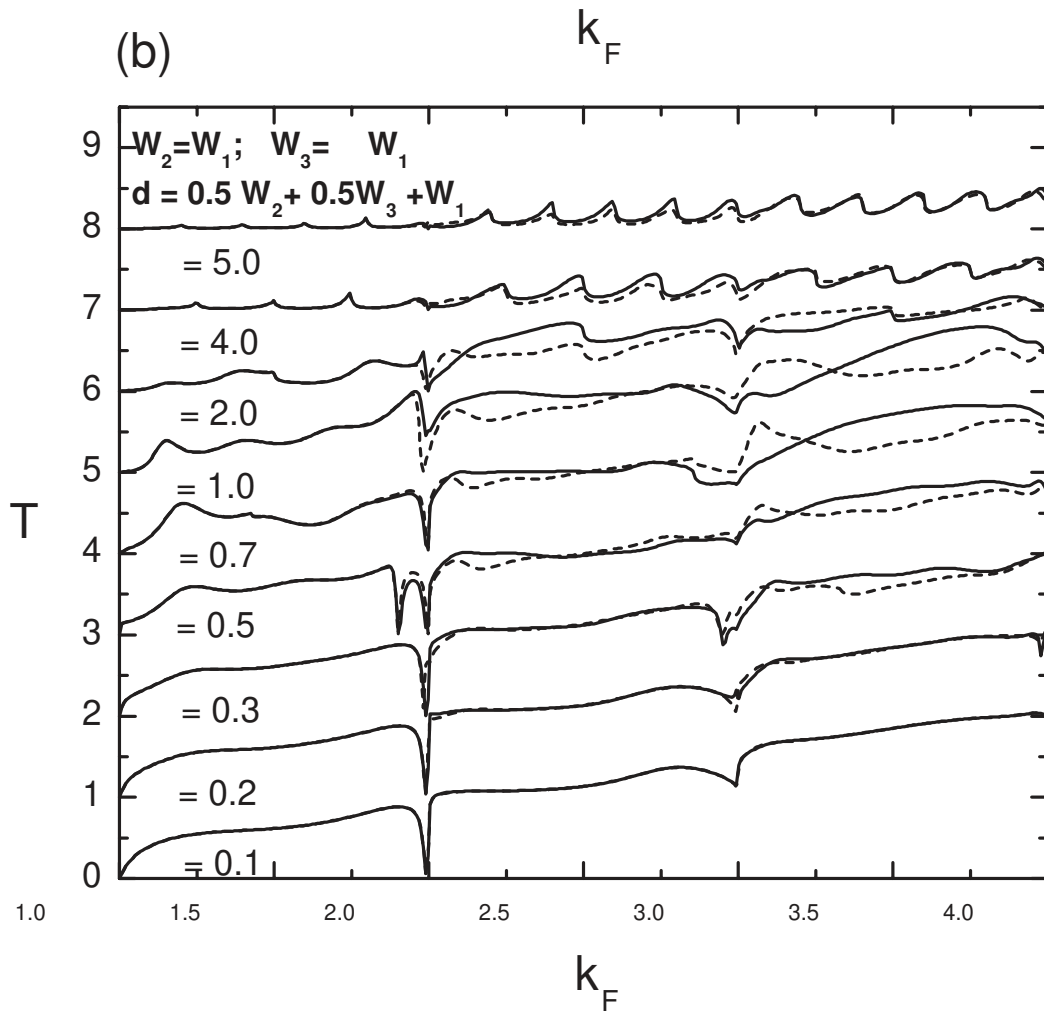 k_F
(b)
9
W_2=W_1; W_3= W_1
d = 0.5 W_2+ 0.5W_3 +W_1
8
= 5.0
7
= 4.0
6
= 2.0
5
= 1.0
T
4
= 0.7
3
= 0.5
2
= 0.3
1
= 0.2
0
= 0.1
1.0 1.5 2.0 2.5 3.0 3.5 4.0
k_F